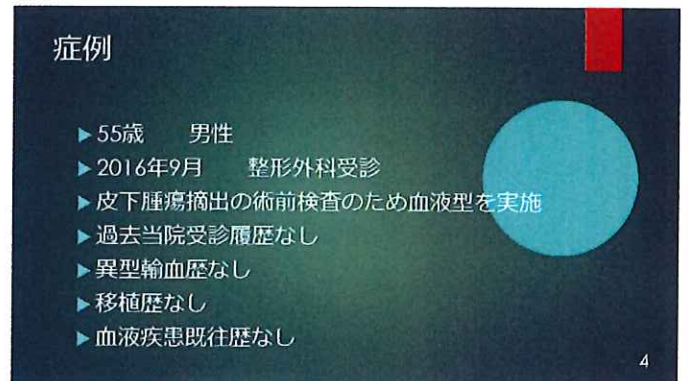 症例
▶ 55歳　　男性
▶ 2016年9月　　整形外科受診
▶ 皮下腫瘍摘出の術前検査のため血液型を実施
▶ 過去当院受診履歴なし
▶ 異型輸血歴なし
▶ 移植歴なし
▶ 血液疾患既往歴なし
4